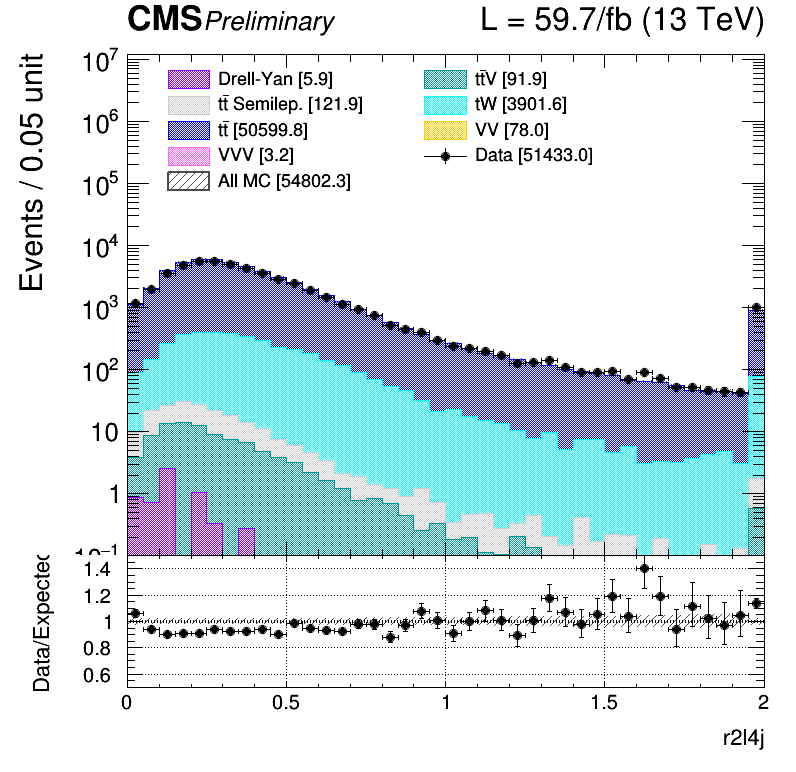 CMS Preliminary L = 59.7/fb (13 TeV)
Events / 0.05 unit
10⁷
10⁶
10⁵
10⁴
10³
10²
10
1
10⁻¹
Drell-Yan [5.9]
tt̄ Semilep. [121.9]
tt̄ [50599.8]
VVV [3.2]
All MC [54802.3]
tt̄V [91.9]
tW [3901.6]
VV [78.0]
Data [51433.0]
Data/Expected
1.4
1.2
1
0.8
0.6
0 0.5 1 1.5 2
r2l4j